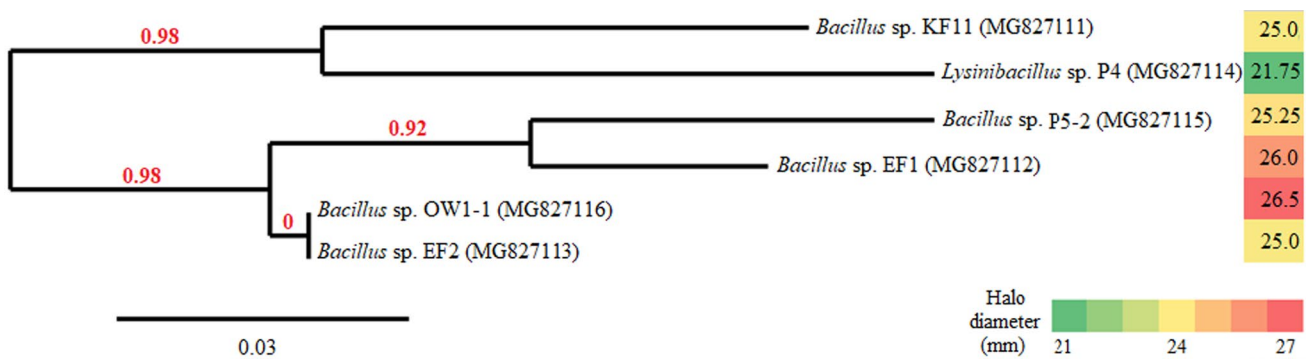 Bacillus sp. KF11 (MG827111) 25.0
0.98
Lysinibacillus sp. P4 (MG827114) 21.75
Bacillus sp. P5-2 (MG827115) 25.25
0.92
Bacillus sp. EF1 (MG827112) 26.0
0.98
Bacillus sp. OW1-1 (MG827116) 26.5
0
Bacillus sp. EF2 (MG827113) 25.0
0.03
Halo
diameter
(mm)
21 24 27